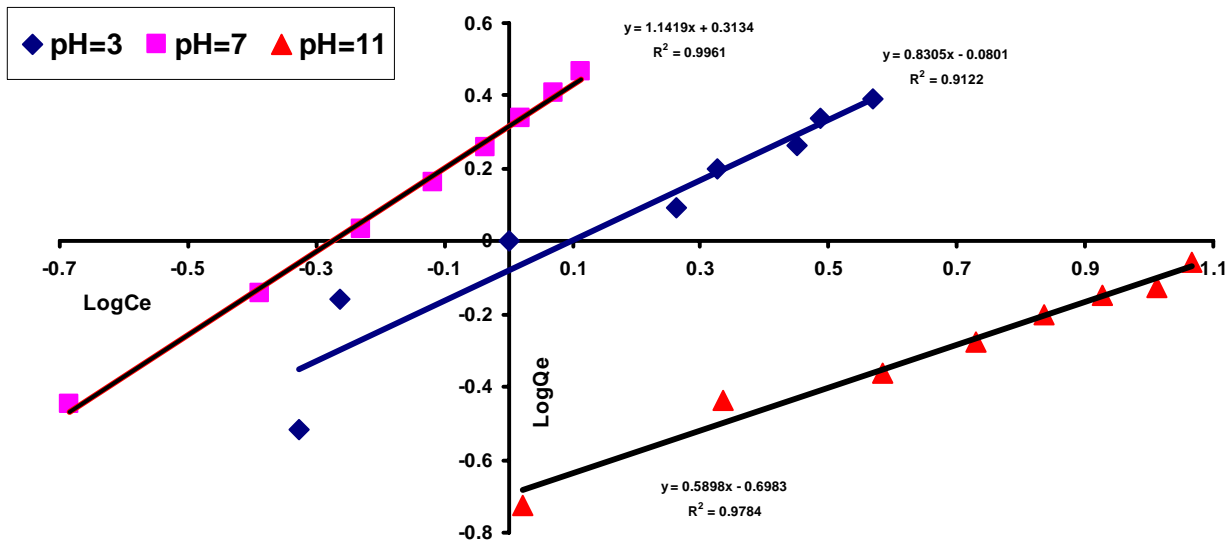 pH=3 pH=7 pH=11
y = 1.1419x + 0.3134
R² = 0.9961
y = 0.8305x - 0.0801
R² = 0.9122
0.6
0.4
0.2
0
-0.2
-0.4
-0.6
-0.8
-0.7 -0.5 -0.3 -0.1 0.1 0.3 0.5 0.7 0.9 1.1
LogCe
LogQe
y = 0.5898x - 0.6983
R² = 0.9784